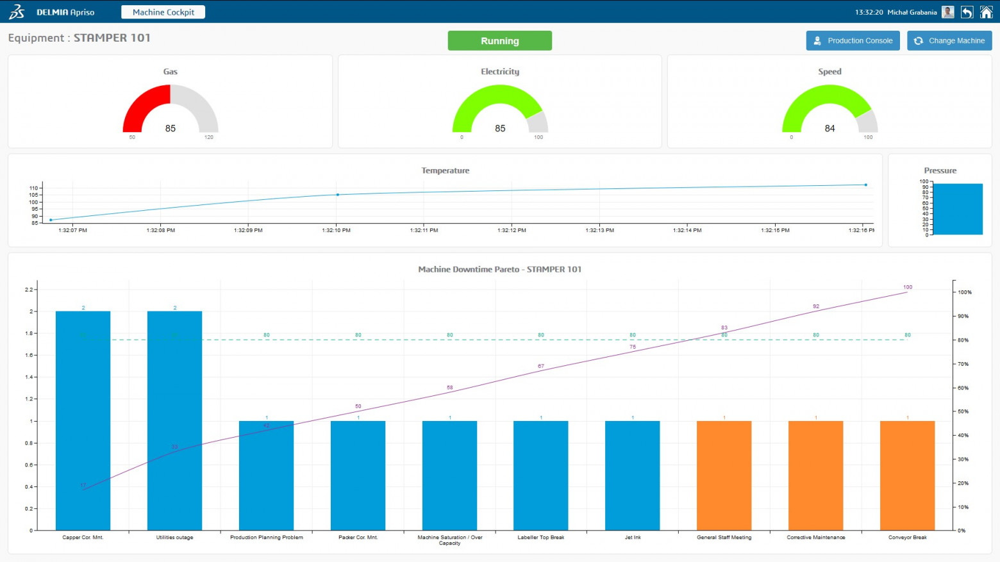 DELMIA Apriso
Machine Cockpit
13:32:20 Michał Grabania
Equipment : STAMPER 101
Running
Production Console
Change Machine
Gas
85
50
120
Electricity
85
0
100
Speed
84
0
100
Temperature
110
105
100
95
90
85
1:32:07 PM
1:32:08 PM
1:32:09 PM
1:32:10 PM
1:32:11 PM
1:32:12 PM
1:32:13 PM
1:32:14 PM
1:32:15 PM
1:32:16 PM
Pressure
100
90
80
70
60
50
40
30
20
10
0
Machine Downtime Pareto - STAMPER 101
2.2
2
1.8
1.6
1.4
1.2
1
0.8
0.6
0.4
0.2
0
2
2
1
1
1
1
1
1
1
1
80
80
80
80
80
80
80
80
17
33
42
50
58
67
75
83
92
100
100%
90%
80%
70%
60%
50%
40%
30%
20%
10%
0%
Capper Cor. Mnt.
Utilities outage
Production Planning Problem
Packer Cor. Mnt.
Machine Saturation / Over
Capacity
Labeller Top Break
Jet Ink
General Staff Meeting
Corrective Maintenance
Conveyor Break